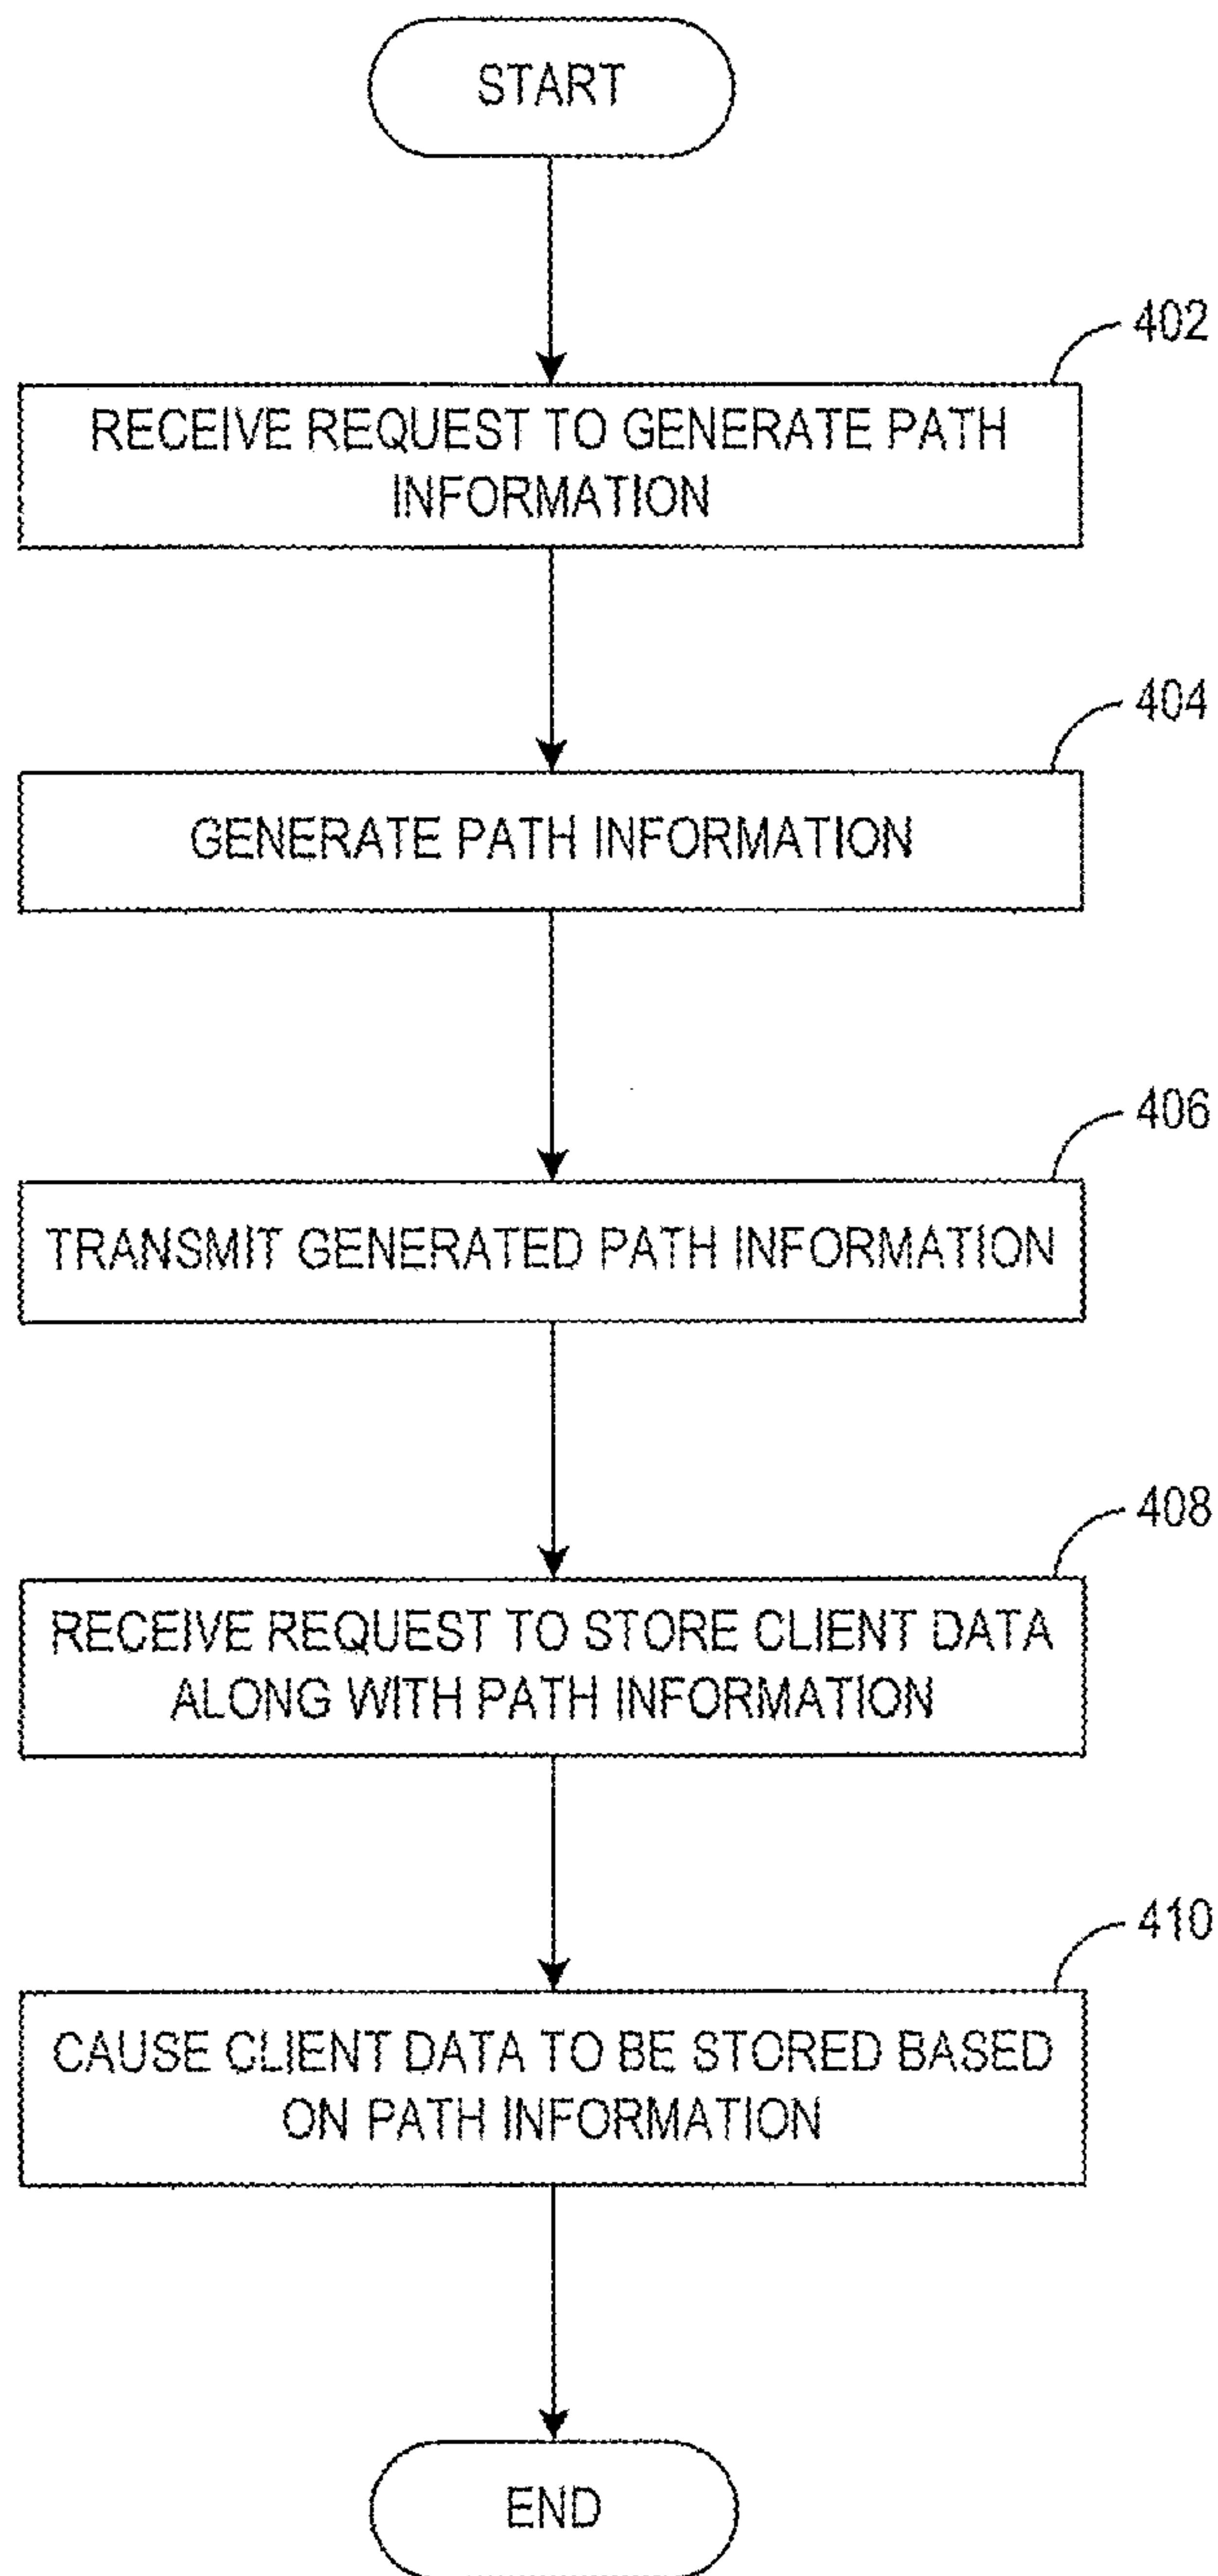 START
402
RECEIVE REQUEST TO GENERATE PATH
INFORMATION
404
GENERATE PATH INFORMATION
406
TRANSMIT GENERATED PATH INFORMATION
408
RECEIVE REQUEST TO STORE CLIENT DATA
ALONG WITH PATH INFORMATION
410
CAUSE CLIENT DATA TO BE STORED BASED
ON PATH INFORMATION
END